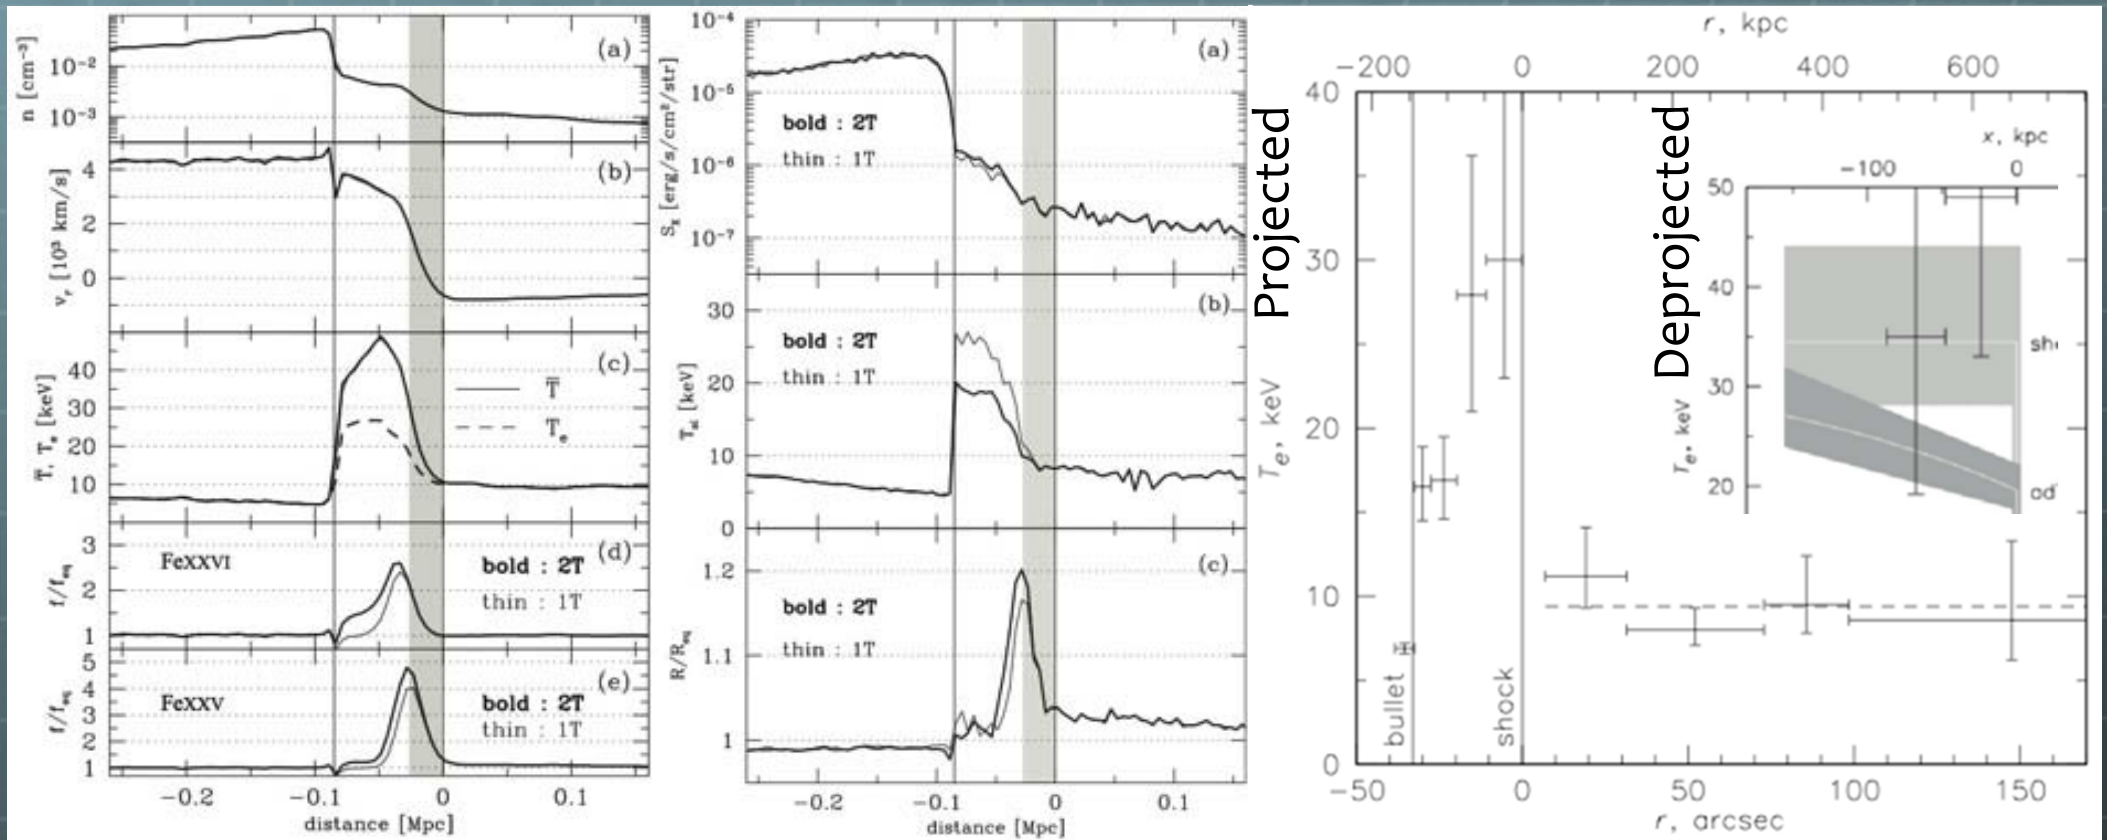 n [cm⁻³]
10⁻²
10⁻³
(a)
vᵣ [10³ km/s]
4
2
0
(b)
T̅, Tₑ [keV]
40
30
20
10
(c)
T̅
Tₑ
f/f_eq
3
2
1
FeXXVI
(d)
bold : 2T
thin : 1T
f/f_eq
5
4
3
2
1
FeXXV
(e)
bold : 2T
thin : 1T
−0.2 −0.1 0 0.1
distance [Mpc]
Sₓ [erg/s/cm²/str]
10⁻⁴
10⁻⁵
10⁻⁶
10⁻⁷
(a)
bold : 2T
thin : 1T
T_sl [keV]
30
20
10
0
(b)
bold : 2T
thin : 1T
R/R_eq
1.2
1.1
1
(c)
bold : 2T
thin : 1T
−0.2 −0.1 0 0.1
distance [Mpc]
Projected
r, kpc
−200 0 200 400 600
Tₑ, keV
40
30
20
10
0
bullet
shock
−50 0 50 100 150
r, arcsec
Deprojected
x, kpc
−100 0
Tₑ, keV
50
40
30
20